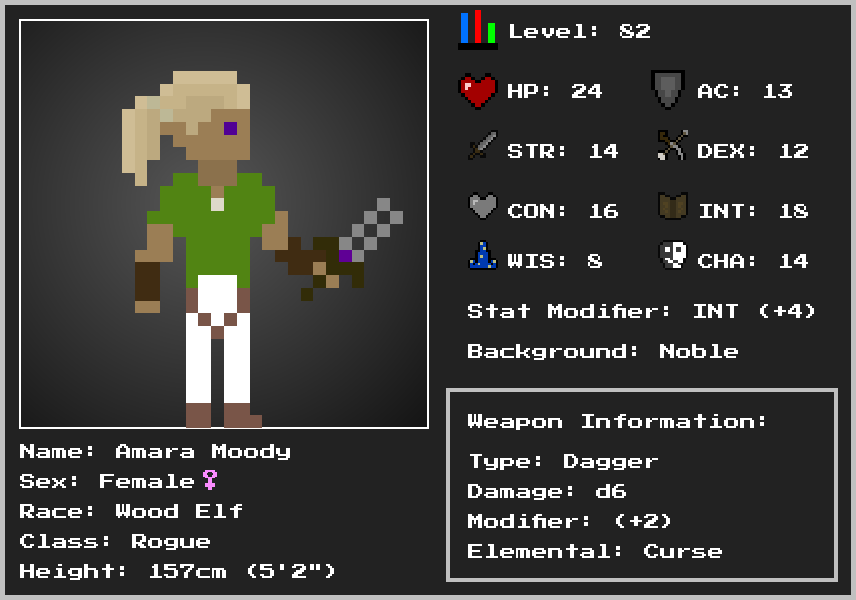 Level: 82
HP: 24 AC: 13
STR: 14 DEX: 12
CON: 16 INT: 18
WIS: 8 CHA: 14
Stat Modifier: INT (+4)
Background: Noble
Weapon Information:
Type: Dagger
Damage: d6
Modifier: (+2)
Elemental: Curse
Name: Amara Moody
Sex: Female♀
Race: Wood Elf
Class: Rogue
Height: 157cm (5'2")